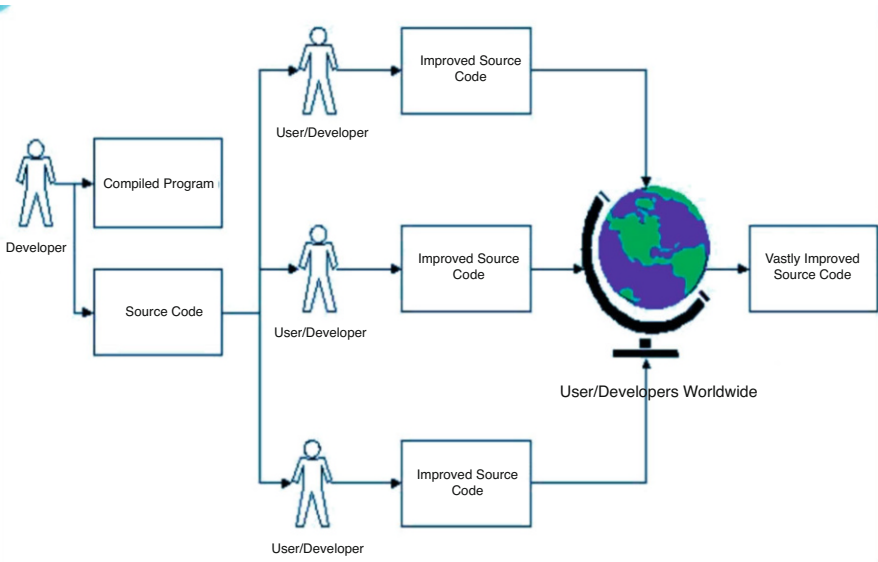 Improved Source
Code
User/Developer
Compiled Program
Developer
Improved Source
Code
Vastly Improved
Source Code
Source Code
User/Developer
User/Developers Worldwide
Improved Source
Code
User/Developer